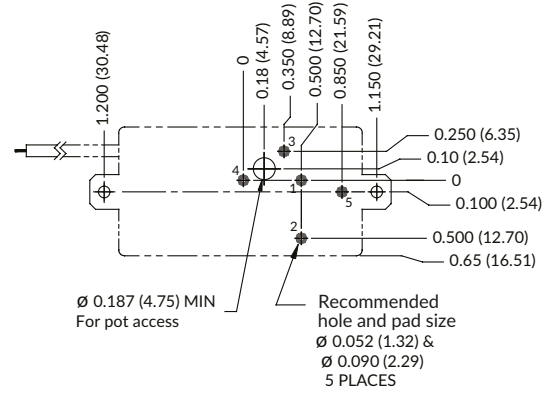 1.200 (30.48)
0
0.18 (4.57)
0.350 (8.89)
0.500 (12.70)
0.850 (21.59)
1.150 (29.21)
3
0.250 (6.35)
0.10 (2.54)
4
1
0
5
0.100 (2.54)
2
0.500 (12.70)
0.65 (16.51)
Ø 0.187 (4.75) MIN
For pot access
Recommended
hole and pad size
Ø 0.052 (1.32) &
Ø 0.090 (2.29)
5 PLACES